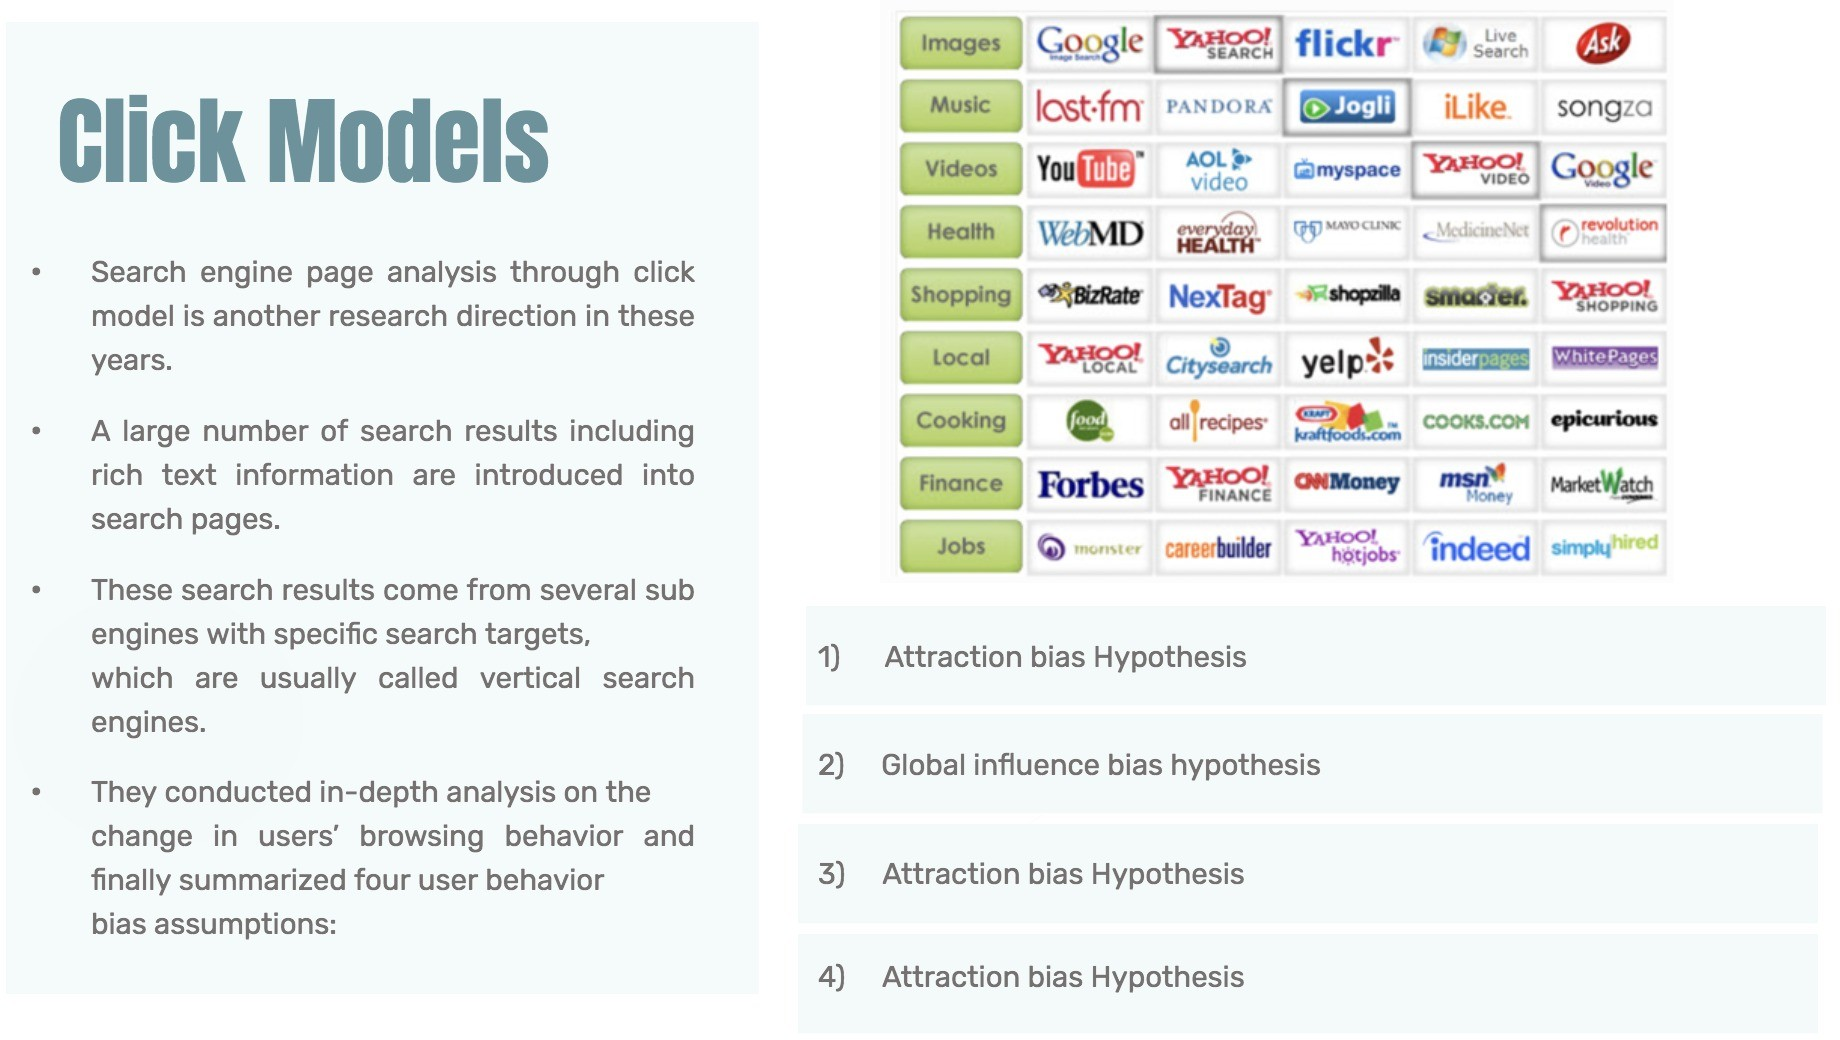 Click Models
• Search engine page analysis through click
model is another research direction in these
years.
• A large number of search results including
rich text information are introduced into
search pages.
• These search results come from several sub
engines with specific search targets,
which are usually called vertical search
engines.
• They conducted in-depth analysis on the
change in users’ browsing behavior and
finally summarized four user behavior
bias assumptions:
Images Google Image Search YAHOO! SEARCH flickr Live Search Ask
Music last.fm PANDORA Jogli iLike songza
Videos YouTube AOL video myspace YAHOO! VIDEO Google Video
Health WebMD everyday HEALTH MAYO CLINIC MedicineNet revolution health
Shopping BizRate NexTag shopzilla smarter. YAHOO! SHOPPING
Local YAHOO! LOCAL Citysearch yelp insiderpages WhitePages
Cooking food allrecipes KRAFT kraftfoods.com COOKS.COM epicurious
Finance Forbes YAHOO! FINANCE CNNMoney msn Money MarketWatch
Jobs monster careerbuilder YAHOO! hotjobs indeed simplyhired
1) Attraction bias Hypothesis
2) Global influence bias hypothesis
3) Attraction bias Hypothesis
4) Attraction bias Hypothesis